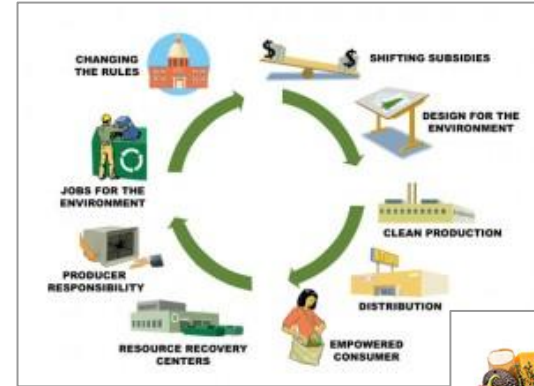 CHANGING
THE RULES
$ $
SHIFTING SUBSIDIES
DESIGN FOR THE
ENVIRONMENT
CLEAN PRODUCTION
DISTRIBUTION
EMPOWERED
CONSUMER
RESOURCE RECOVERY
CENTERS
PRODUCER
RESPONSIBILITY
JOBS FOR THE
ENVIRONMENT